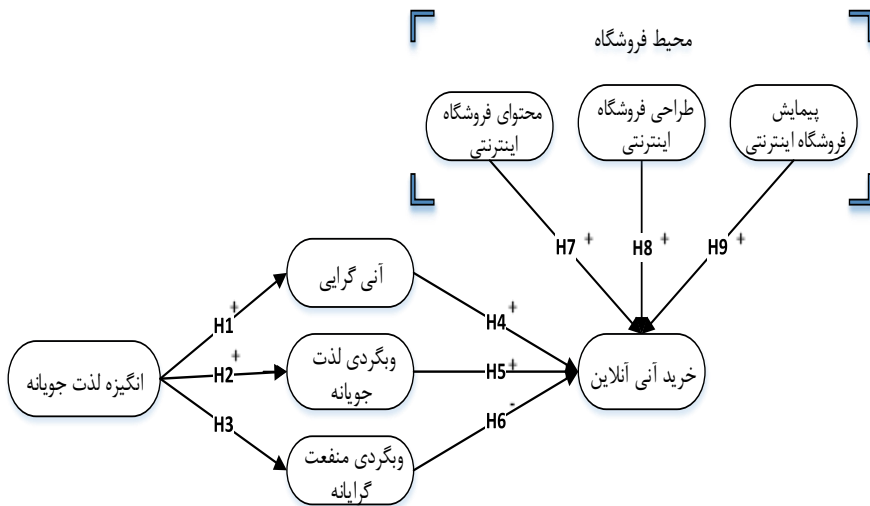 محیط فروشگاه
پیمایش
فروشگاه اینترنتی
طراحی فروشگاه
اینترنتی
محتوای فروشگاه
اینترنتی
H9 +
H8 +
H7 +
انگیزه لذت جویانه
H1 +
H2 +
H3
آنی گرایی
وبگردی لذت
جویانه
وبگردی منفعت
گرایانه
H4 +
H5 +
H6 -
خرید آنی آنلاین